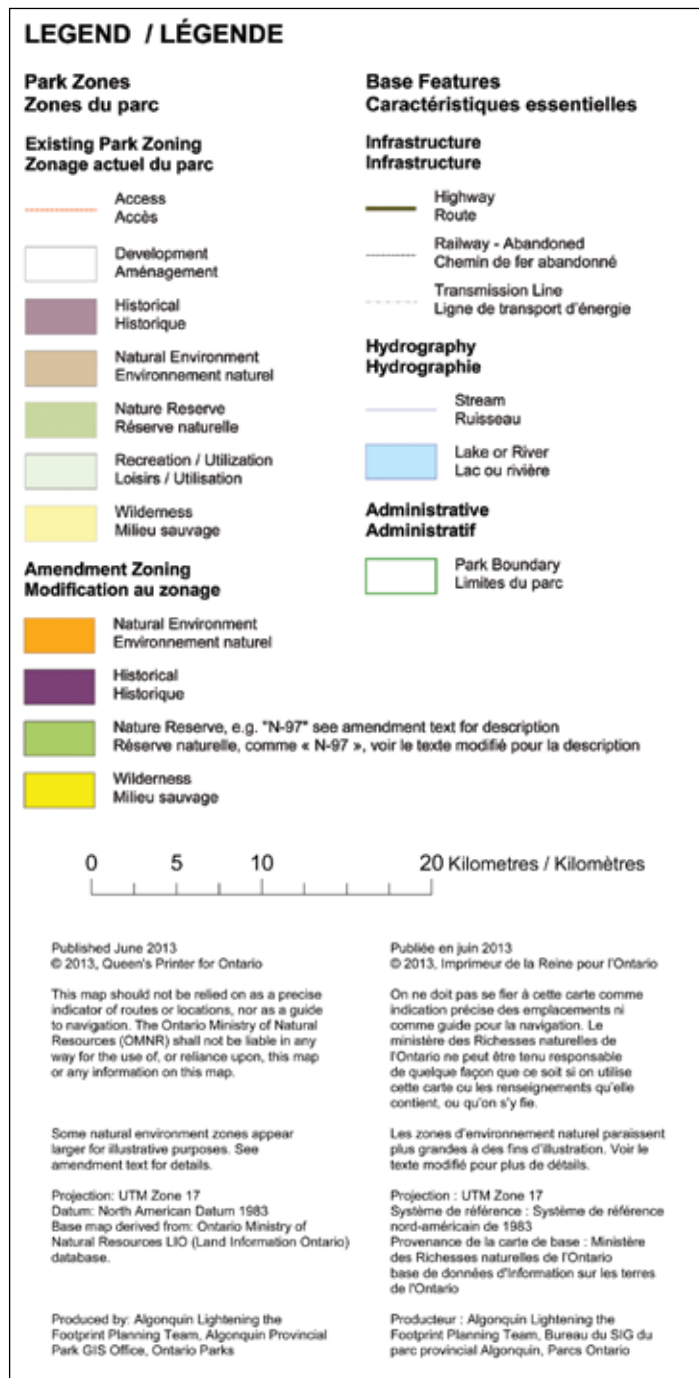 LEGEND / LÉGENDE
Park Zones
Zones du parc
Existing Park Zoning
Zonage actuel du parc
Access
Accès
Development
Aménagement
Historical
Historique
Natural Environment
Environnement naturel
Nature Reserve
Réserve naturelle
Recreation / Utilization
Loisirs / Utilisation
Wilderness
Milieu sauvage
Amendment Zoning
Modification au zonage
Natural Environment
Environnement naturel
Historical
Historique
Nature Reserve, e.g. "N-97" see amendment text for description
Réserve naturelle, comme « N-97 », voir le texte modifié pour la description
Wilderness
Milieu sauvage
Base Features
Caractéristiques essentielles
Infrastructure
Infrastructure
Highway
Route
Railway - Abandoned
Chemin de fer abandonné
Transmission Line
Ligne de transport d'énergie
Hydrography
Hydrographie
Stream
Ruisseau
Lake or River
Lac ou rivière
Administrative
Administratif
Park Boundary
Limites du parc
0 5 10 20 Kilometres / Kilomètres
Published June 2013
© 2013, Queen's Printer for Ontario
This map should not be relied on as a precise
indicator of routes or locations, nor as a guide
to navigation. The Ontario Ministry of Natural
Resources (OMNR) shall not be liable in any
way for the use of, or reliance upon, this map
or any information on this map.
Some natural environment zones appear
larger for illustrative purposes. See
amendment text for details.
Projection: UTM Zone 17
Datum: North American Datum 1983
Base map derived from: Ontario Ministry of
Natural Resources LIO (Land Information Ontario)
database.
Produced by: Algonquin Lightening the
Footprint Planning Team, Algonquin Provincial
Park GIS Office, Ontario Parks
Publiée en juin 2013
© 2013, Imprimeur de la Reine pour l'Ontario
On ne doit pas se fier à cette carte comme
indication précise des emplacements ni
comme guide pour la navigation. Le
ministère des Richesses naturelles de
l'Ontario ne peut être tenu responsable
de quelque façon que ce soit si on utilise
cette carte ou les renseignements qu'elle
contient, ou qu'on s'y fie.
Les zones d'environnement naturel paraissent
plus grandes à des fins d'illustration. Voir le
texte modifié pour plus de détails.
Projection : UTM Zone 17
Système de référence : Système de référence
nord-américain de 1983
Provenance de la carte de base : Ministère
des Richesses naturelles de l'Ontario
base de données d'Information sur les terres
de l'Ontario
Producteur : Algonquin Lightening the
Footprint Planning Team, Bureau du SIG du
parc provincial Algonquin, Parcs Ontario